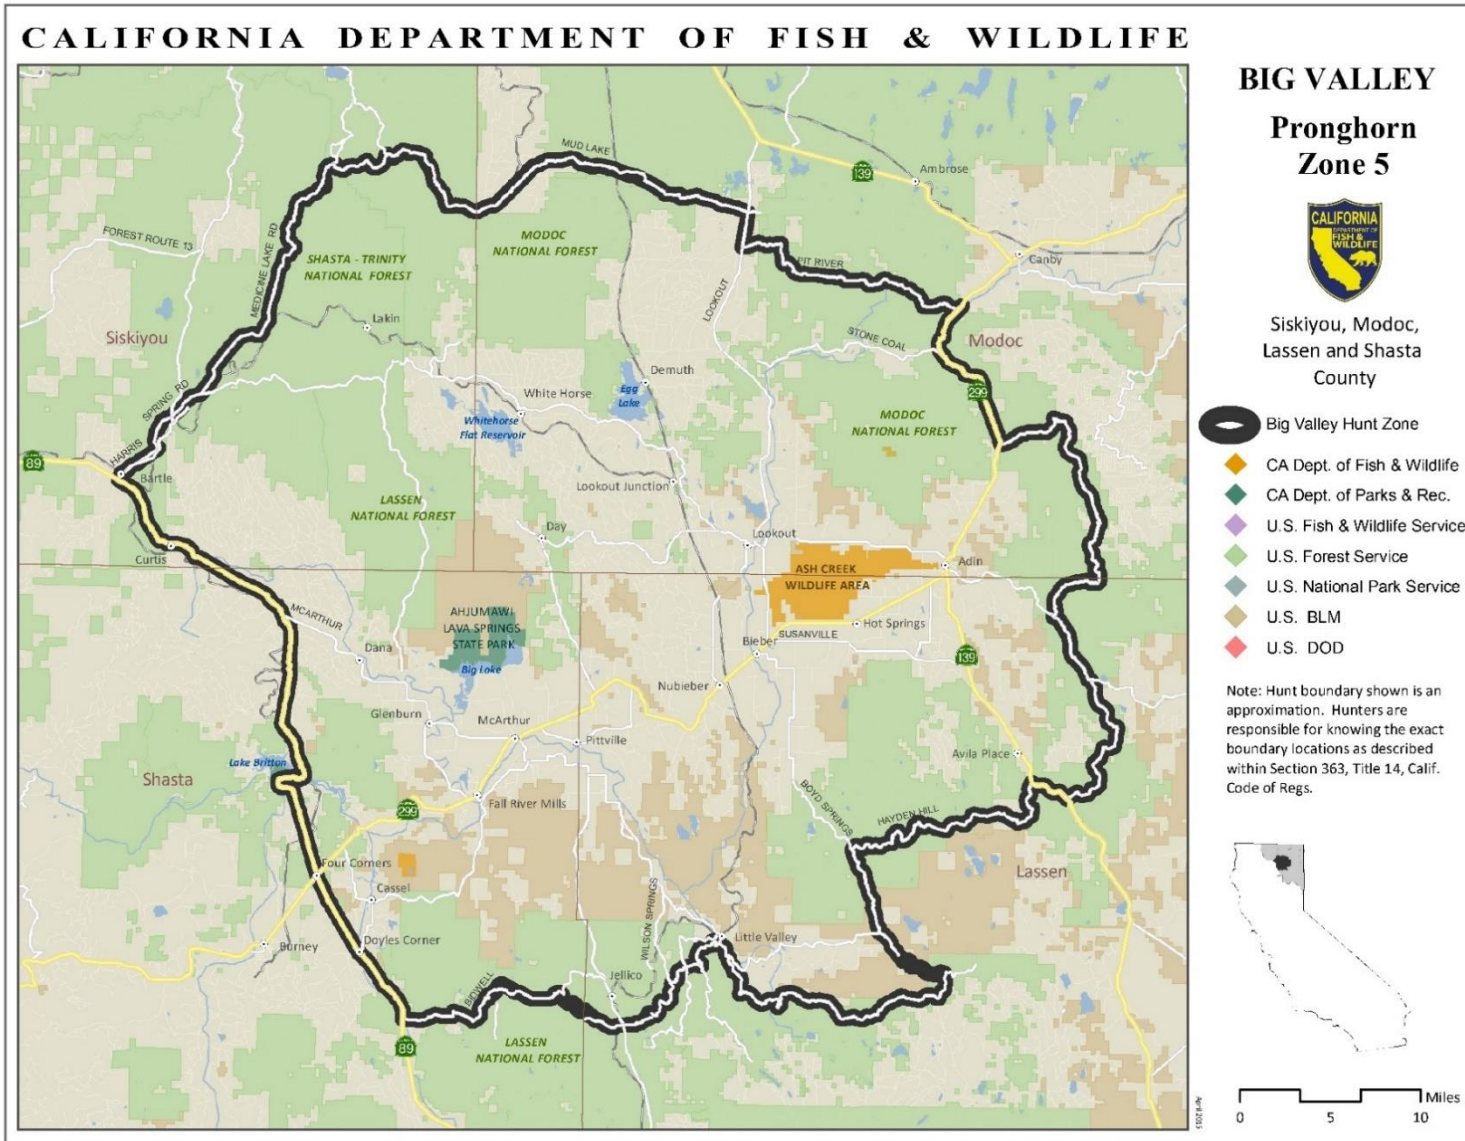 CALIFORNIA DEPARTMENT OF FISH & WILDLIFE
BIG VALLEY
Pronghorn
Zone 5
CALIFORNIA
DEPARTMENT OF
FISH &
WILDLIFE
Siskiyou, Modoc,
Lassen and Shasta
County
Big Valley Hunt Zone
CA Dept. of Fish & Wildlife
CA Dept. of Parks & Rec.
U.S. Fish & Wildlife Service
U.S. Forest Service
U.S. National Park Service
U.S. BLM
U.S. DOD
Note: Hunt boundary shown is an
approximation. Hunters are
responsible for knowing the exact
boundary locations as described
within Section 363, Title 14, Calif.
Code of Regs.
Miles
0 5 10
April 2015
MUD LAKE
139
Ambrose
FOREST ROUTE 13
MEDICINE LAKE RD
SHASTA - TRINITY
NATIONAL FOREST
MODOC
NATIONAL FOREST
PIT RIVER
Canby
LOOKOUT
Siskiyou
Lakin
STONE COAL
Modoc
Demuth
Egg
Lake
White Horse
299
HARRIS SPRING RD
Whitehorse
Flat Reservoir
MODOC
NATIONAL FOREST
89
Bartle
Lookout Junction
LASSEN
NATIONAL FOREST
Day
Lookout
Curtis
Adin
ASH CREEK
WILDLIFE AREA
MCARTHUR
AHJUMAWI
LAVA SPRINGS
STATE PARK
Hot Springs
SUSANVILLE
Bieber
Dana
Big Lake
139
Nubieber
Glenburn
McArthur
Pittville
Avila Place
Lake Britton
Shasta
Fall River Mills
299
BOYD SPRINGS
HAYDEN HILL
Four Corners
Cassel
Lassen
WILSON SPRINGS
Burney
Doyles Corner
Little Valley
BIDWELL
Jellico
LASSEN
NATIONAL FOREST
89